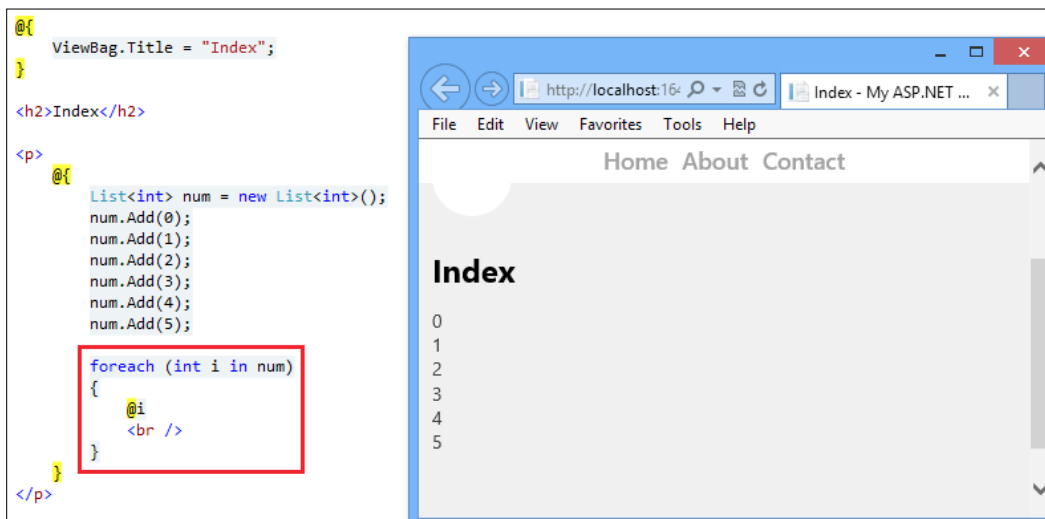 @{
ViewBag.Title = "Index";
}
<h2>Index</h2>
<p>
@{
List<int> num = new List<int>();
num.Add(0);
num.Add(1);
num.Add(2);
num.Add(3);
num.Add(4);
num.Add(5);
foreach (int i in num)
{
@i
<br />
}
}
</p>
http://localhost:164
Index - My ASP.NET ...
File Edit View Favorites Tools Help
Home About Contact
Index
0
1
2
3
4
5